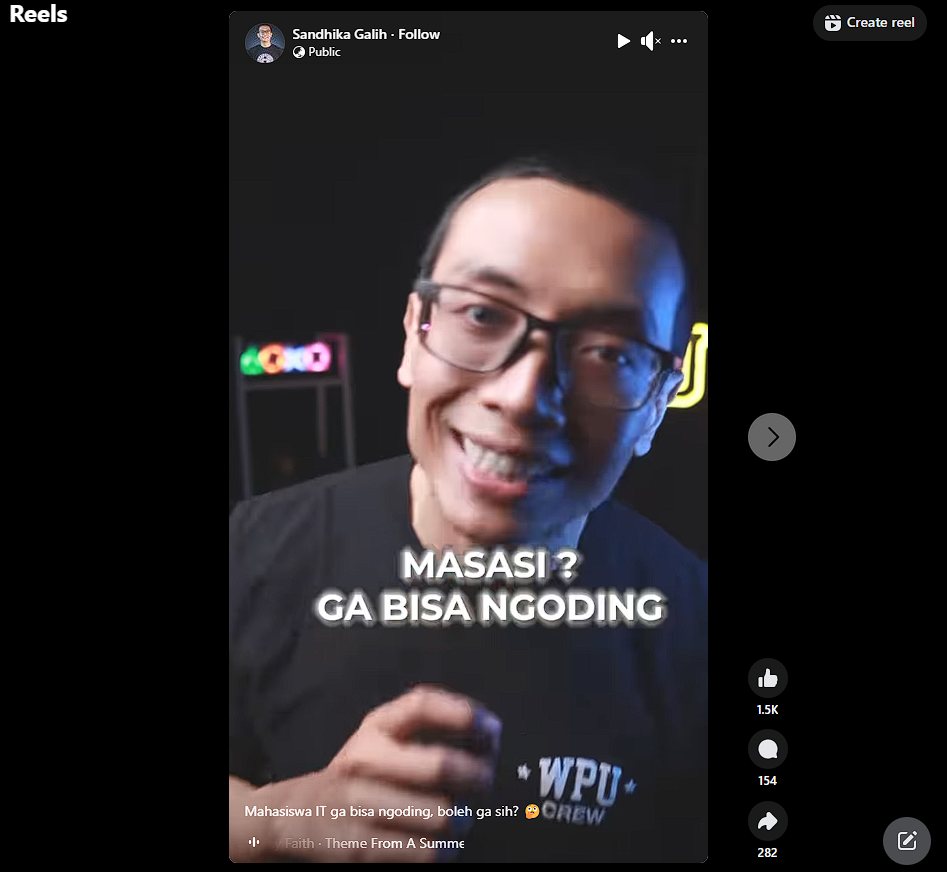 Reels
Create reel
Sandhika Galih · Follow
Public
MASASI ?
GA BISA NGODING
WPU
CREW
Mahasiswa IT ga bisa ngoding, boleh ga sih? 🤔
Faith · Theme From A Summe
1.5K
154
282